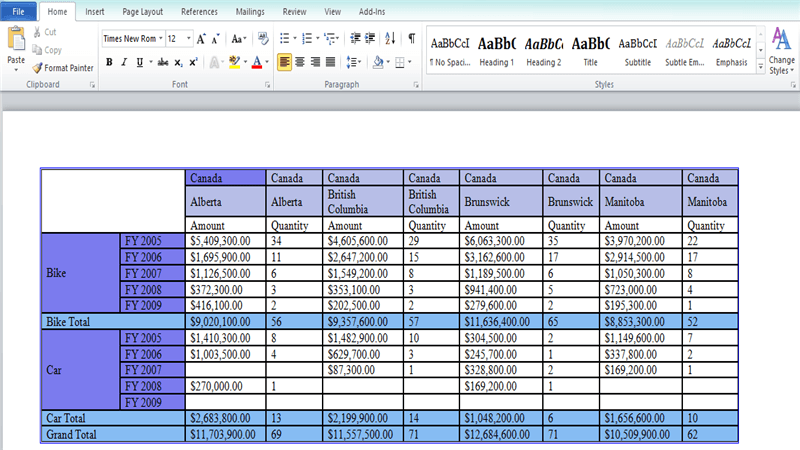 File Home Insert Page Layout References Mailings Review View Add-Ins
Cut
Copy
Format Painter
Paste
Times New Rom 12
AaBbCcI AaBb( AaBbC AaBb( AaBbCcI AaBbCcL AaBbCcL
¶ No Spaci... Heading 1 Heading 2 Title Subtitle Subtle Em... Emphasis
Change Styles
Clipboard Font Paragraph Styles
Canada Canada Canada Canada Canada Canada Canada Canada
Alberta Alberta British Columbia British Columbia Brunswick Brunswick Manitoba Manitoba
Amount Quantity Amount Quantity Amount Quantity Amount Quantity
Bike
FY 2005 $5,409,300.00 34 $4,605,600.00 29 $6,063,300.00 35 $3,970,200.00 22
FY 2006 $1,695,900.00 11 $2,647,200.00 15 $3,162,600.00 17 $2,914,500.00 17
FY 2007 $1,126,500.00 6 $1,549,200.00 8 $1,189,500.00 6 $1,050,300.00 8
FY 2008 $372,300.00 3 $353,100.00 3 $941,400.00 5 $723,000.00 4
FY 2009 $416,100.00 2 $202,500.00 2 $279,600.00 2 $195,300.00 1
Bike Total $9,020,100.00 56 $9,357,600.00 57 $11,636,400.00 65 $8,853,300.00 52
Car
FY 2005 $1,410,300.00 8 $1,482,900.00 10 $304,500.00 2 $1,149,600.00 7
FY 2006 $1,003,500.00 4 $629,700.00 3 $245,700.00 1 $337,800.00 2
FY 2007 $87,300.00 1 $328,800.00 2 $169,200.00 1
FY 2008 $270,000.00 1 $169,200.00 1
FY 2009
Car Total $2,683,800.00 13 $2,199,900.00 14 $1,048,200.00 6 $1,656,600.00 10
Grand Total $11,703,900.00 69 $11,557,500.00 71 $12,684,600.00 71 $10,509,900.00 62